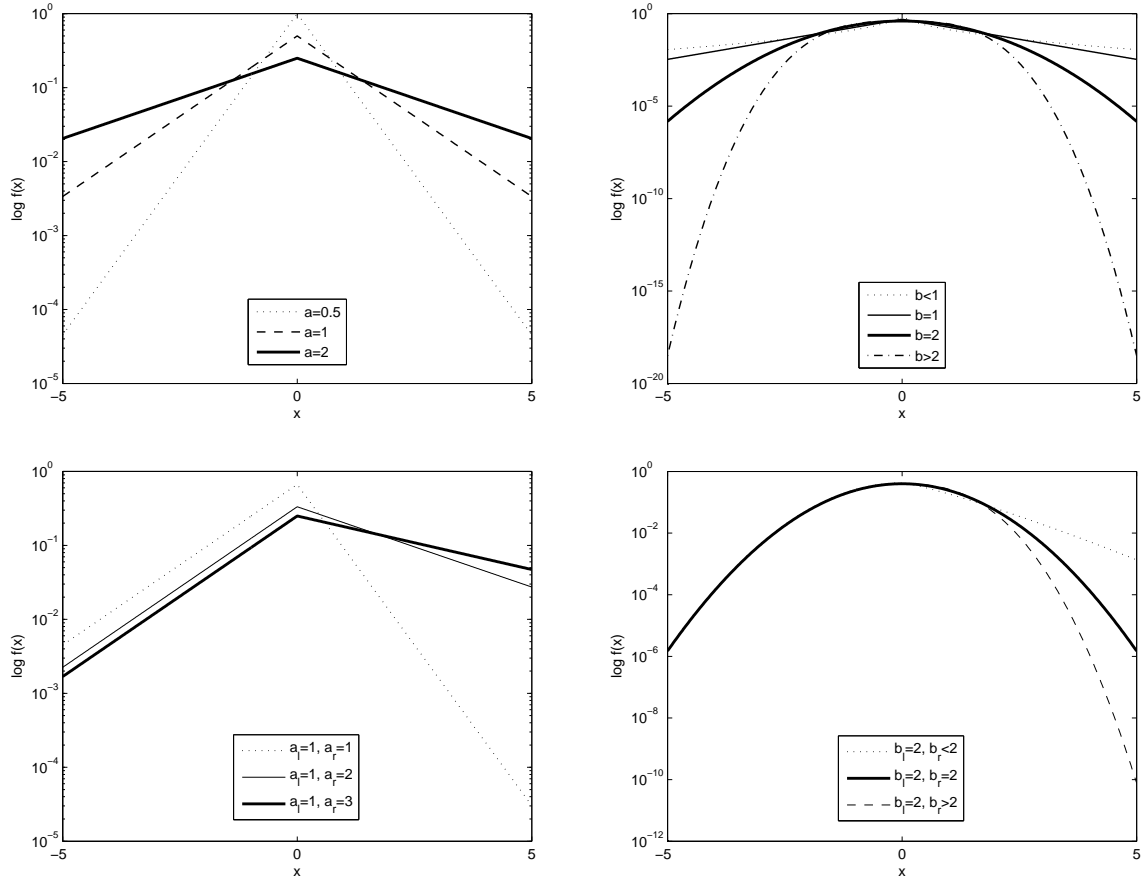 10^0
10^-1
10^-2
10^-3
10^-4
10^-5
log f(x)
-5
0
5
x
a=0.5
a=1
a=2
10^0
10^-5
10^-10
10^-15
10^-20
log f(x)
-5
0
5
x
b<1
b=1
b=2
b>2
10^0
10^-1
10^-2
10^-3
10^-4
10^-5
log f(x)
-5
0
5
x
a_l=1, a_r=1
a_l=1, a_r=2
a_l=1, a_r=3
10^0
10^-2
10^-4
10^-6
10^-8
10^-10
10^-12
log f(x)
-5
0
5
x
b_l=2, b_r<2
b_l=2, b_r=2
b_l=2, b_r>2